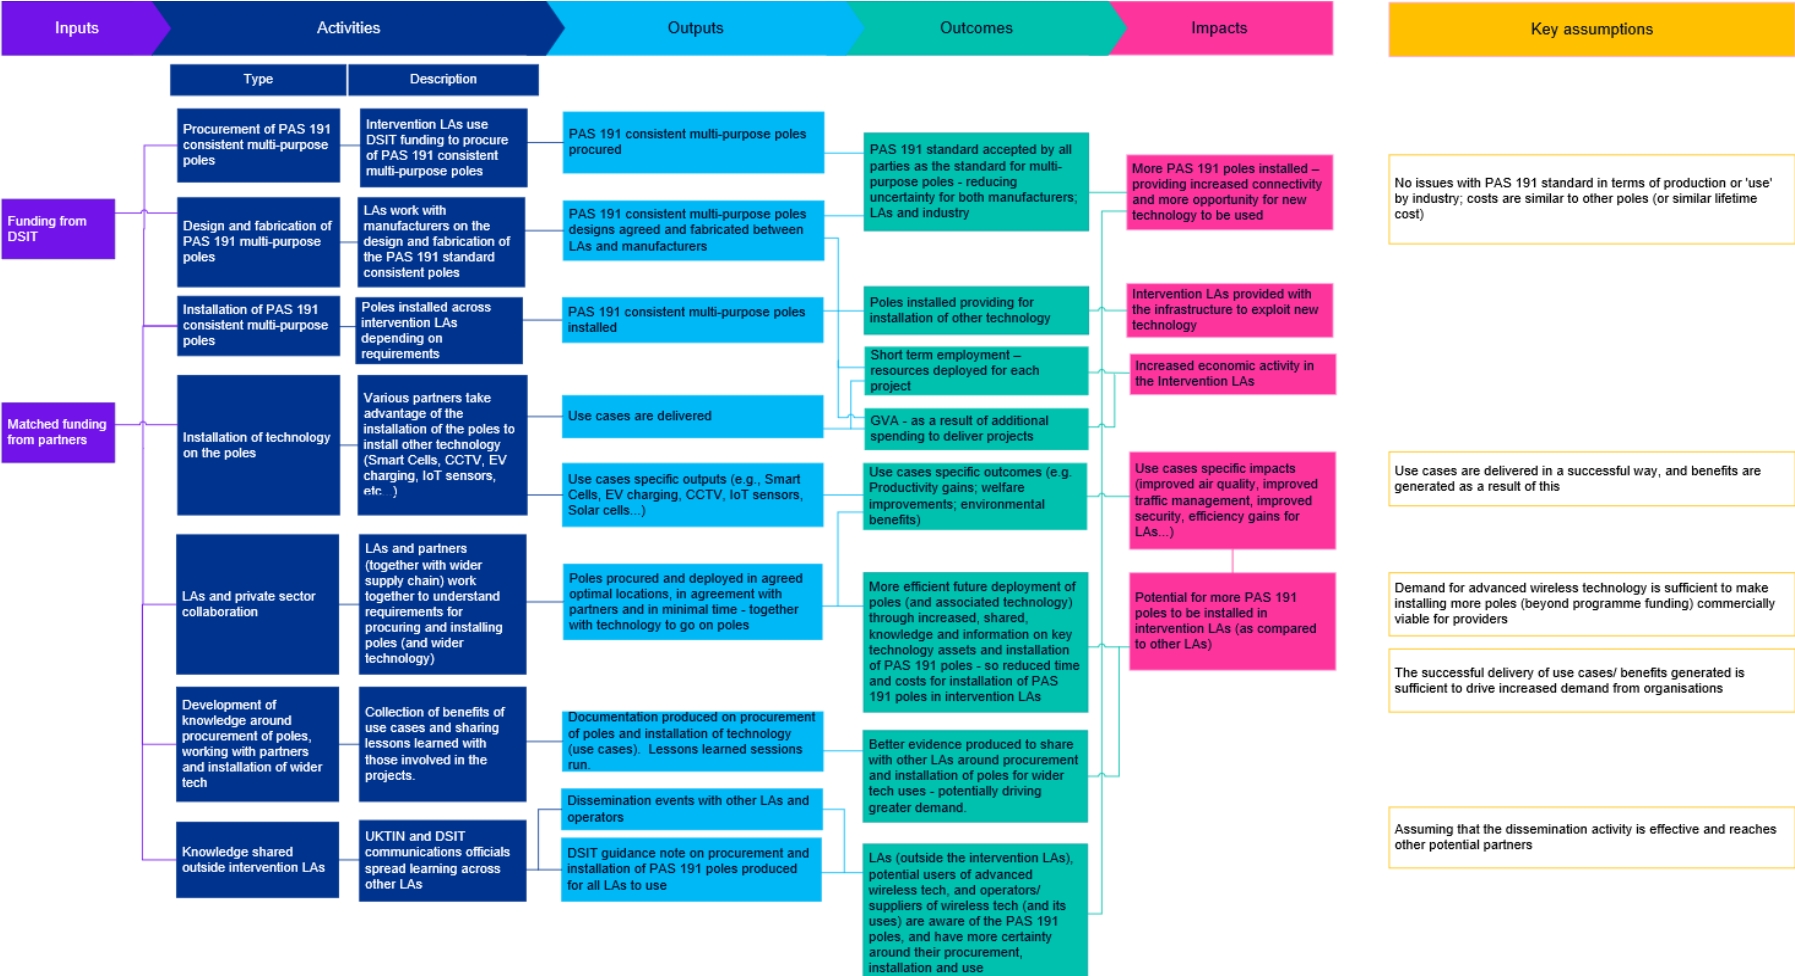 Inputs
Activities
Outputs
Outcomes
Impacts
Key assumptions
Type
Description
Funding from
DSIT
Matched funding
from partners
Procurement of PAS 191
consistent multi-purpose
poles
Intervention LAs use
DSIT funding to procure
of PAS 191 consistent
multi-purpose poles
Design and fabrication of
PAS 191 multi-purpose
poles
LAs work with
manufacturers on the
design and fabrication of
the PAS 191 standard
consistent poles
Installation of PAS 191
consistent multi-purpose
poles
Poles installed across
intervention LAs
depending on
requirements
Installation of technology
on the poles
Various partners take
advantage of the
installation of the poles to
install other technology
(Smart Cells, CCTV, EV
charging, IoT sensors,
etc...)
LAs and private sector
collaboration
LAs and partners
(together with wider
supply chain) work
together to understand
requirements for
procuring and installing
poles (and wider
technology)
Development of
knowledge around
procurement of poles,
working with partners
and installation of wider
tech
Collection of benefits of
use cases and sharing
lessons learned with
those involved in the
projects.
Knowledge shared
outside intervention LAs
UKTIN and DSIT
communications officials
spread learning across
other LAs
PAS 191 consistent multi-purpose poles
procured
PAS 191 consistent multi-purpose poles
designs agreed and fabricated between
LAs and manufacturers
PAS 191 consistent multi-purpose poles
installed
Use cases are delivered
Use cases specific outputs (e.g., Smart
Cells, EV charging, CCTV, IoT sensors,
Solar cells...)
Poles procured and deployed in agreed
optimal locations, in agreement with
partners and in minimal time - together
with technology to go on poles
Documentation produced on procurement
of poles and installation of technology
(use cases).  Lessons learned sessions
run.
Dissemination events with other LAs and
operators
DSIT guidance note on procurement and
installation of PAS 191 poles produced
for all LAs to use
PAS 191 standard accepted by all
parties as the standard for multi-
purpose poles - reducing
uncertainty for both manufacturers;
LAs and industry
Poles installed providing for
installation of other technology
Short term employment –
resources deployed for each
project
GVA - as a result of additional
spending to deliver projects
Use cases specific outcomes (e.g.
Productivity gains; welfare
improvements; environmental
benefits)
More efficient future deployment of
poles (and associated technology)
through increased, shared,
knowledge and information on key
technology assets and installation
of PAS 191 poles - so reduced time
and costs for installation of PAS
191 poles in intervention LAs
Better evidence produced to share
with other LAs around procurement
and installation of poles for wider
tech uses - potentially driving
greater demand.
LAs (outside the intervention LAs),
potential users of advanced
wireless tech, and operators/
suppliers of wireless tech (and its
uses) are aware of the PAS 191
poles, and have more certainty
around their procurement,
installation and use
More PAS 191 poles installed –
providing increased connectivity
and more opportunity for new
technology to be used
Intervention LAs provided with
the infrastructure to exploit new
technology
Increased economic activity in
the Intervention LAs
Use cases specific impacts
(improved air quality, improved
traffic management, improved
security, efficiency gains for
LAs...)
Potential for more PAS 191
poles to be installed in
intervention LAs (as compared
to other LAs)
No issues with PAS 191 standard in terms of production or 'use'
by industry; costs are similar to other poles (or similar lifetime
cost)
Use cases are delivered in a successful way, and benefits are
generated as a result of this
Demand for advanced wireless technology is sufficient to make
installing more poles (beyond programme funding) commercially
viable for providers
The successful delivery of use cases/ benefits generated is
sufficient to drive increased demand from organisations
Assuming that the dissemination activity is effective and reaches
other potential partners